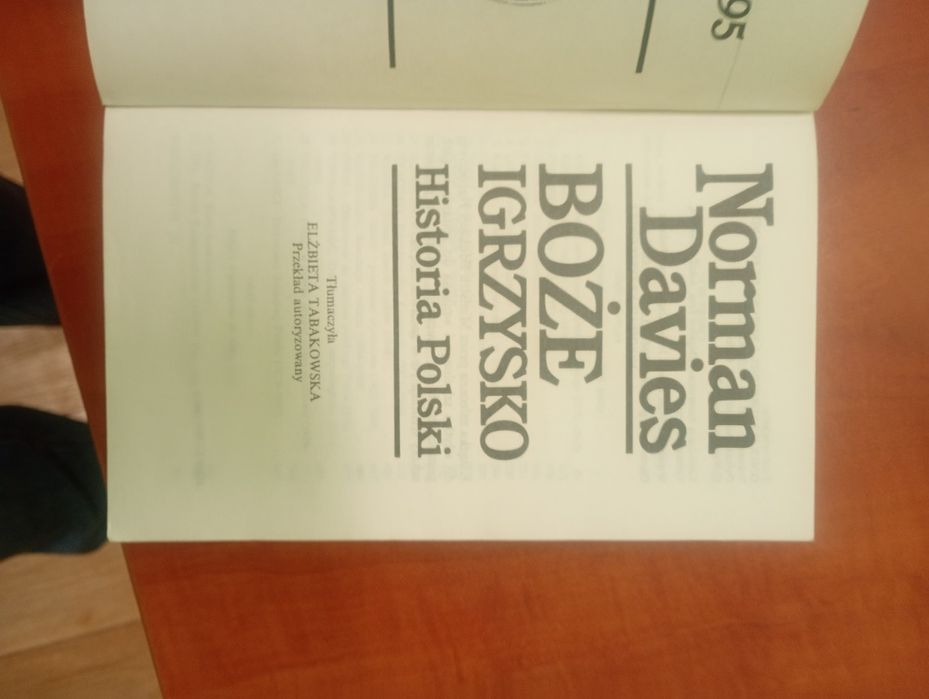 95
Norman
Davies
BOŻE
IGRZYSKO
Historia Polski
Tłumaczyła
ELŻBIETA TABAKOWSKA
Przekład autoryzowany